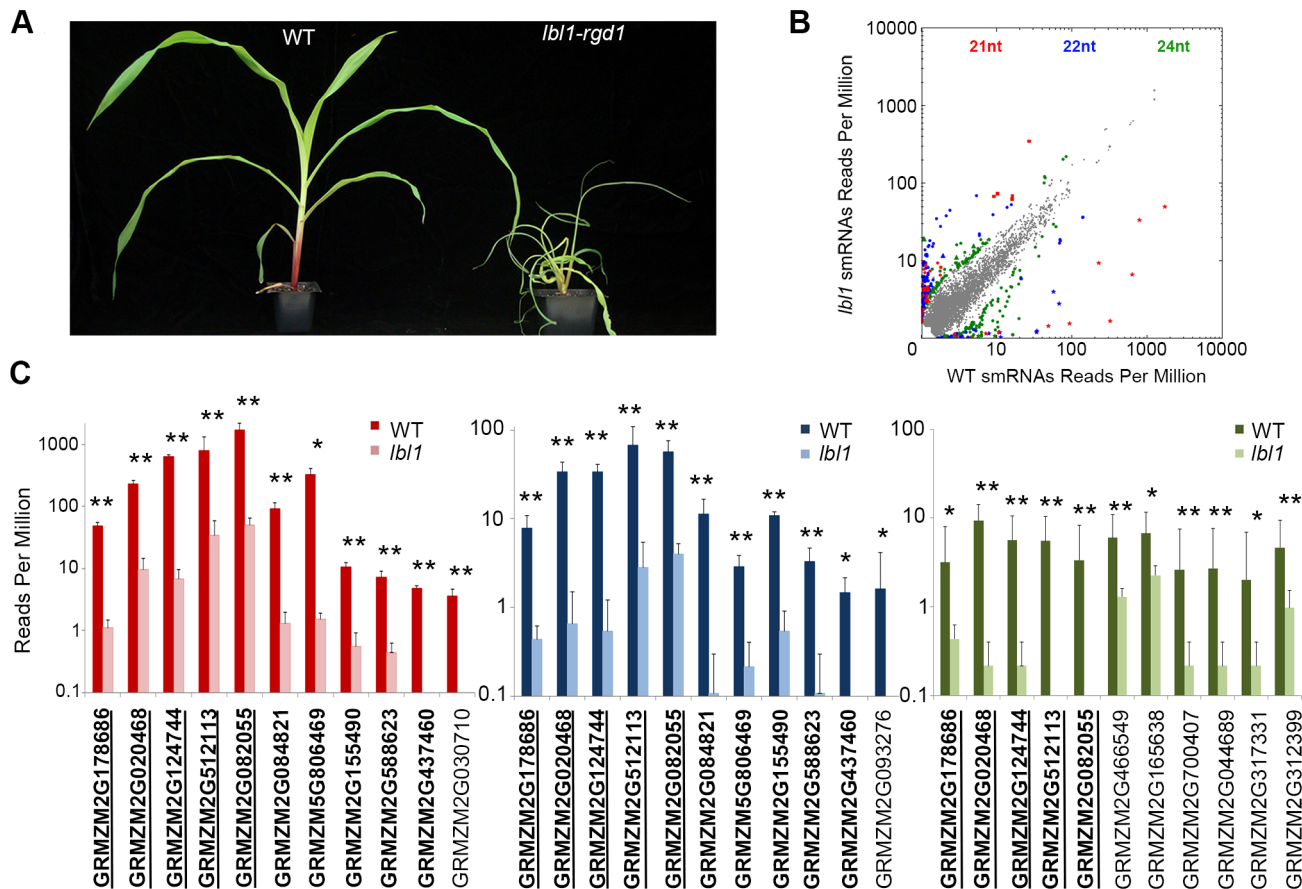 A
WT
lbl1-rgd1
B
10000
1000
100
10
0
10
100
1000
10000
21nt
22nt
24nt
lbl1 smRNAs Reads Per Million
WT smRNAs Reads Per Million
C
Reads Per Million
1000
100
10
1
0.1
** ** ** ** ** ** * ** ** ** **
WT
lbl1
GRMZM2G178686
GRMZM2G020468
GRMZM2G124744
GRMZM2G512113
GRMZM2G082055
GRMZM2G084821
GRMZM5G806469
GRMZM2G155490
GRMZM2G588623
GRMZM2G437460
GRMZM2G030710
100
10
1
0.1
** ** ** ** ** ** ** ** ** * *
WT
lbl1
GRMZM2G178686
GRMZM2G020468
GRMZM2G124744
GRMZM2G512113
GRMZM2G082055
GRMZM2G084821
GRMZM5G806469
GRMZM2G155490
GRMZM2G588623
GRMZM2G437460
GRMZM2G093276
100
10
1
0.1
* ** ** ** ** ** * ** ** * **
WT
lbl1
GRMZM2G178686
GRMZM2G020468
GRMZM2G124744
GRMZM2G512113
GRMZM2G082055
GRMZM2G466549
GRMZM2G165638
GRMZM2G700407
GRMZM2G044689
GRMZM2G317331
GRMZM2G312399